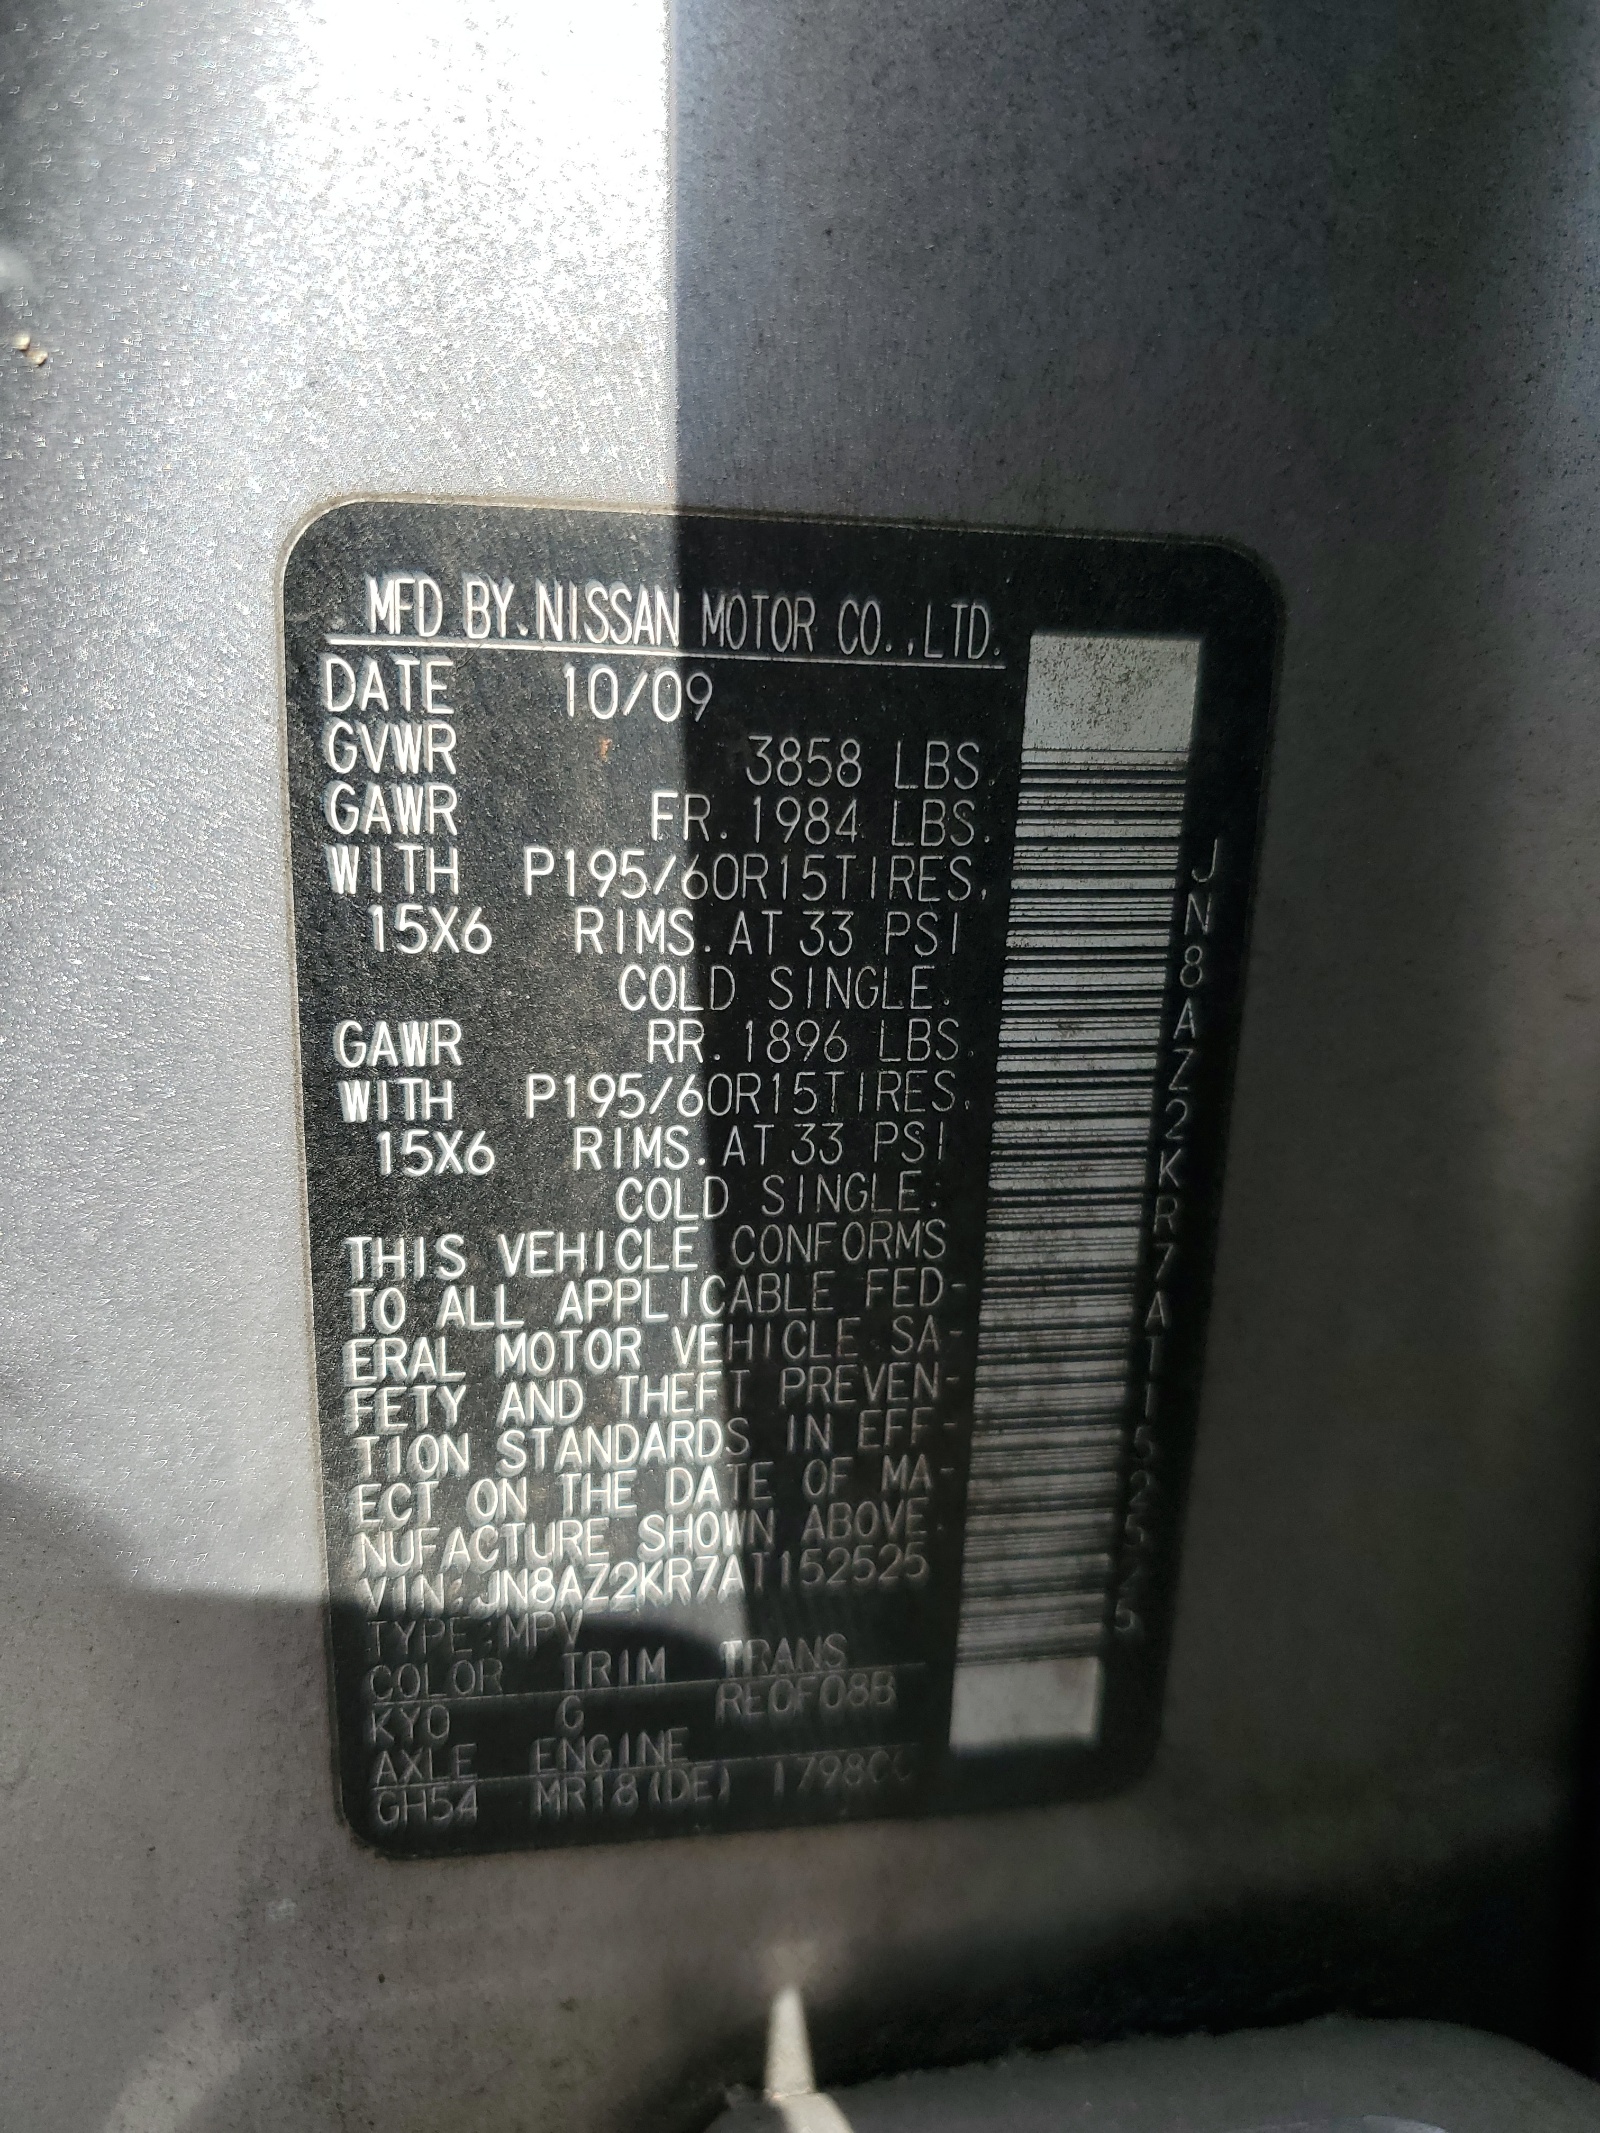 MFD BY.NISSAN MOTOR CO.,LTD.
DATE 10/09
GVWR 3858 LBS.
GAWR FR. 1984 LBS.
WITH P195/60R15TIRES,
15X6 RIMS. AT 33 PSI
COLD SINGLE.
GAWR RR. 1896 LBS.
WITH P195/60R15TIRES.
15X6 RIMS. AT 33 PSI
COLD SINGLE.
THIS VEHICLE CONFORMS
TO ALL APPLICABLE FED-
ERAL MOTOR VEHICLE SA-
FETY AND THEFT PREVEN-
TION STANDARDS IN EFF-
ECT ON THE DATE OF MA-
NUFACTURE SHOWN ABOVE.
VIN:JN8AZ2KR7AT152525
TYPE:MPV
COLOR TRIM TRANS
KY0 G RE0F08B
AXLE ENGINE
GH54 MR18(DE) 1798CC
JN8AZ2KR7AT152525